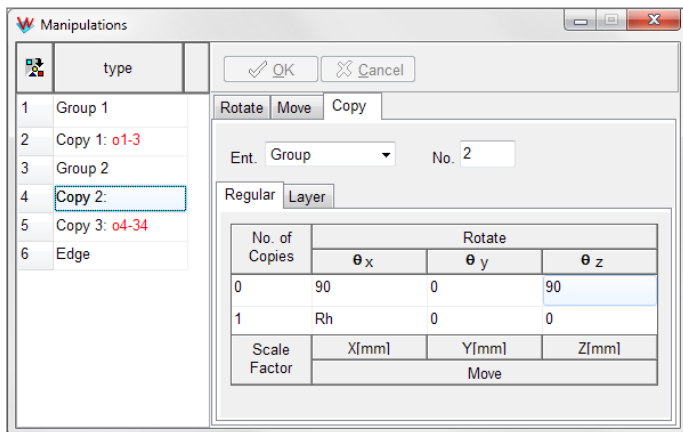 Manipulations
type
OK Cancel
1 Group 1
2 Copy 1: o1-3
3 Group 2
4 Copy 2:
5 Copy 3: o4-34
6 Edge
Rotate Move Copy
Ent. Group No. 2
Regular Layer
No. of Copies Rotate
θ x θ y θ z
0 90 0 90
1 Rh 0 0
Scale Factor X[mm] Y[mm] Z[mm]
Move